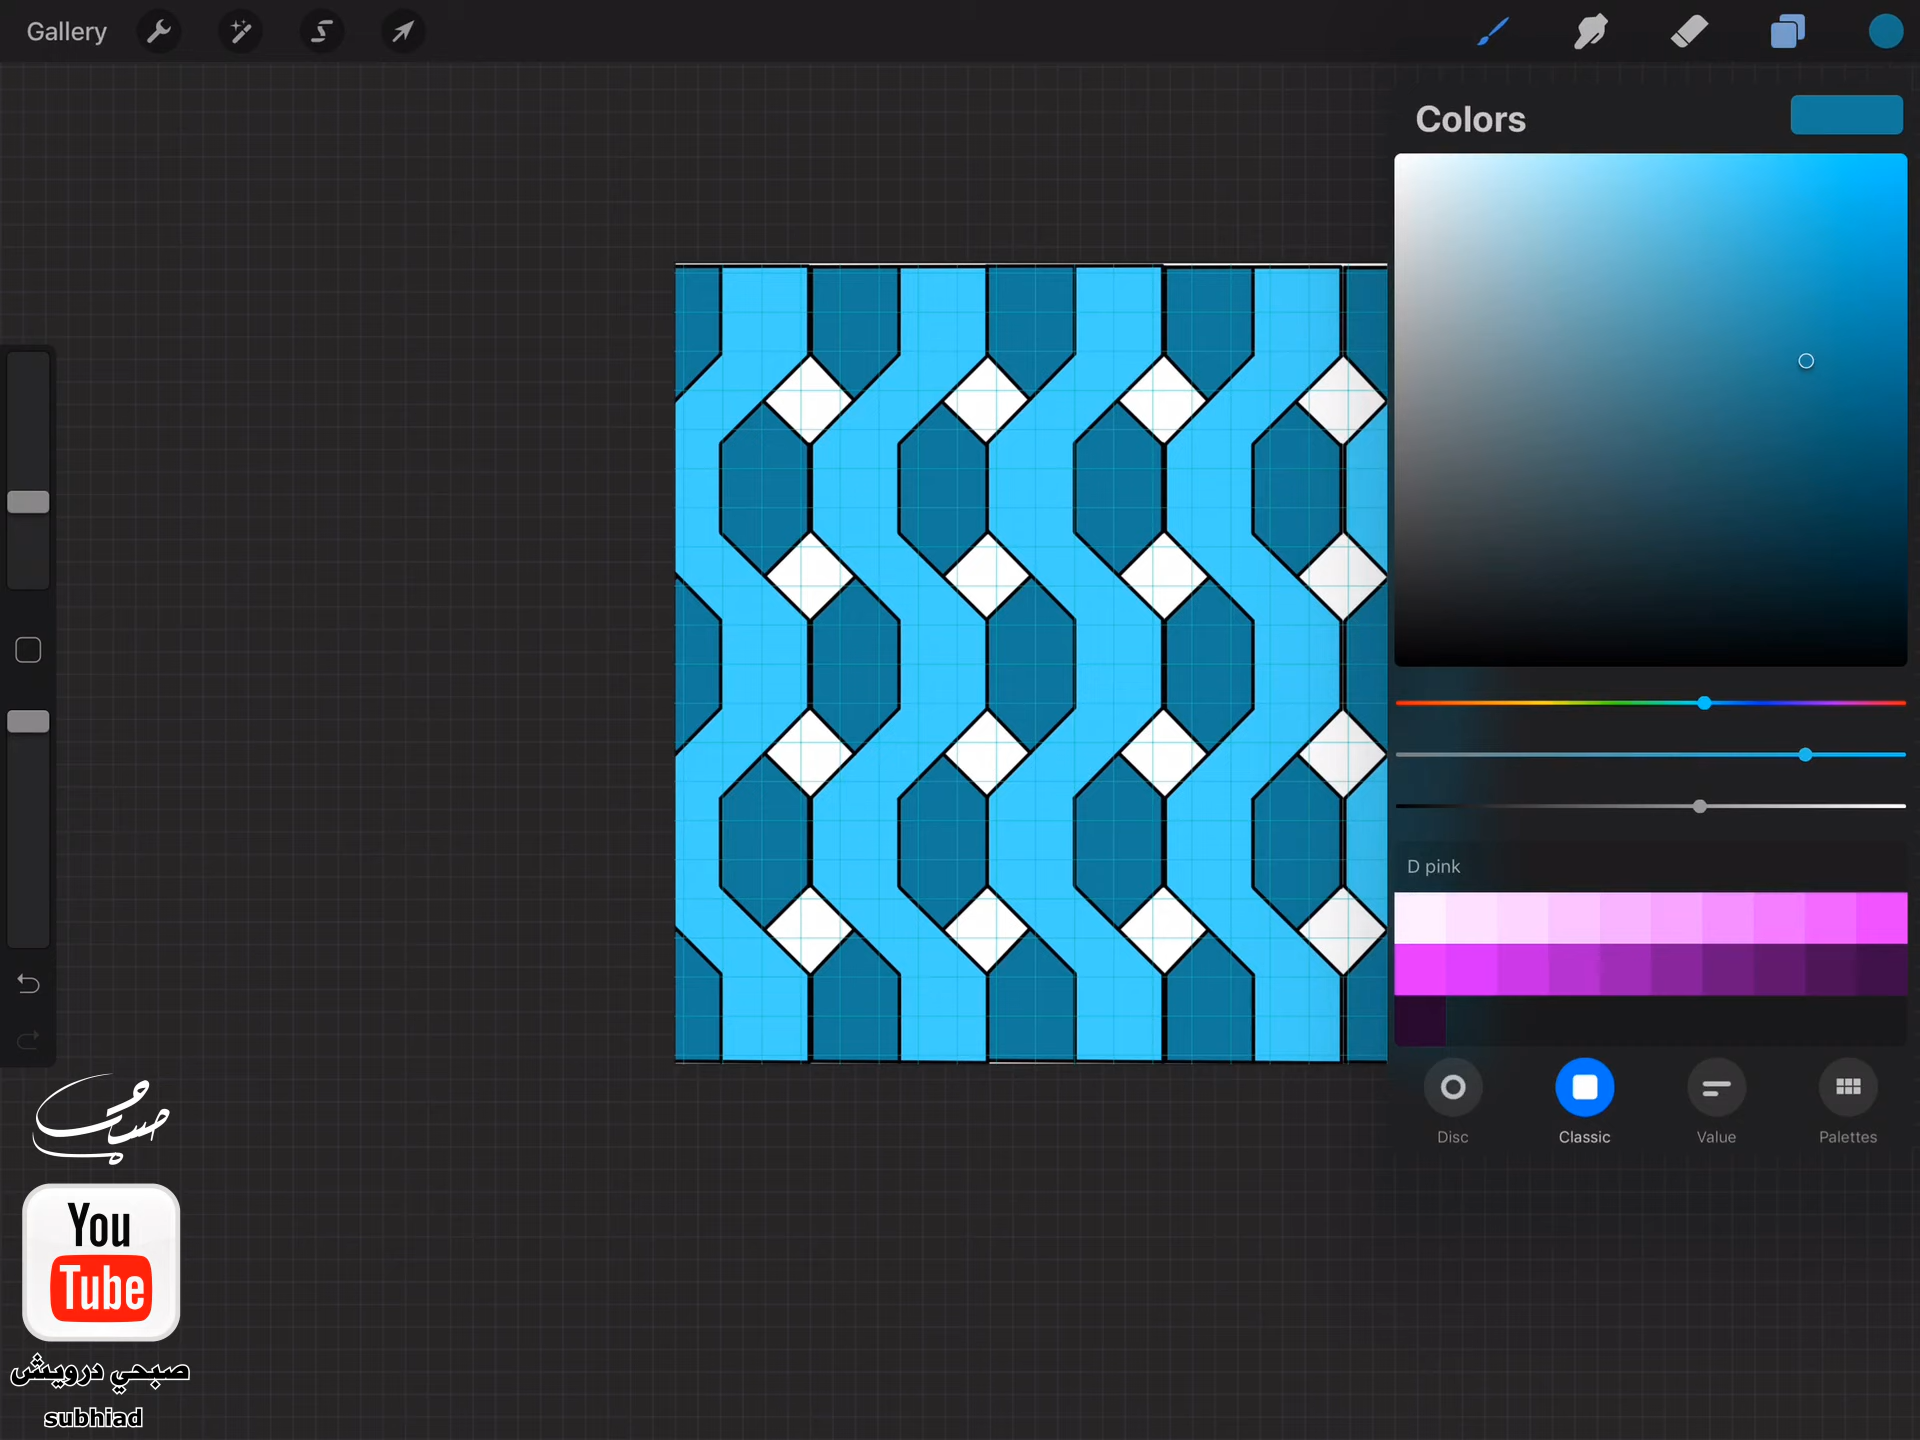 Gallery
Colors
D pink
Disc
Classic
Value
Palettes
You
Tube
صبحي درويش
subhiad